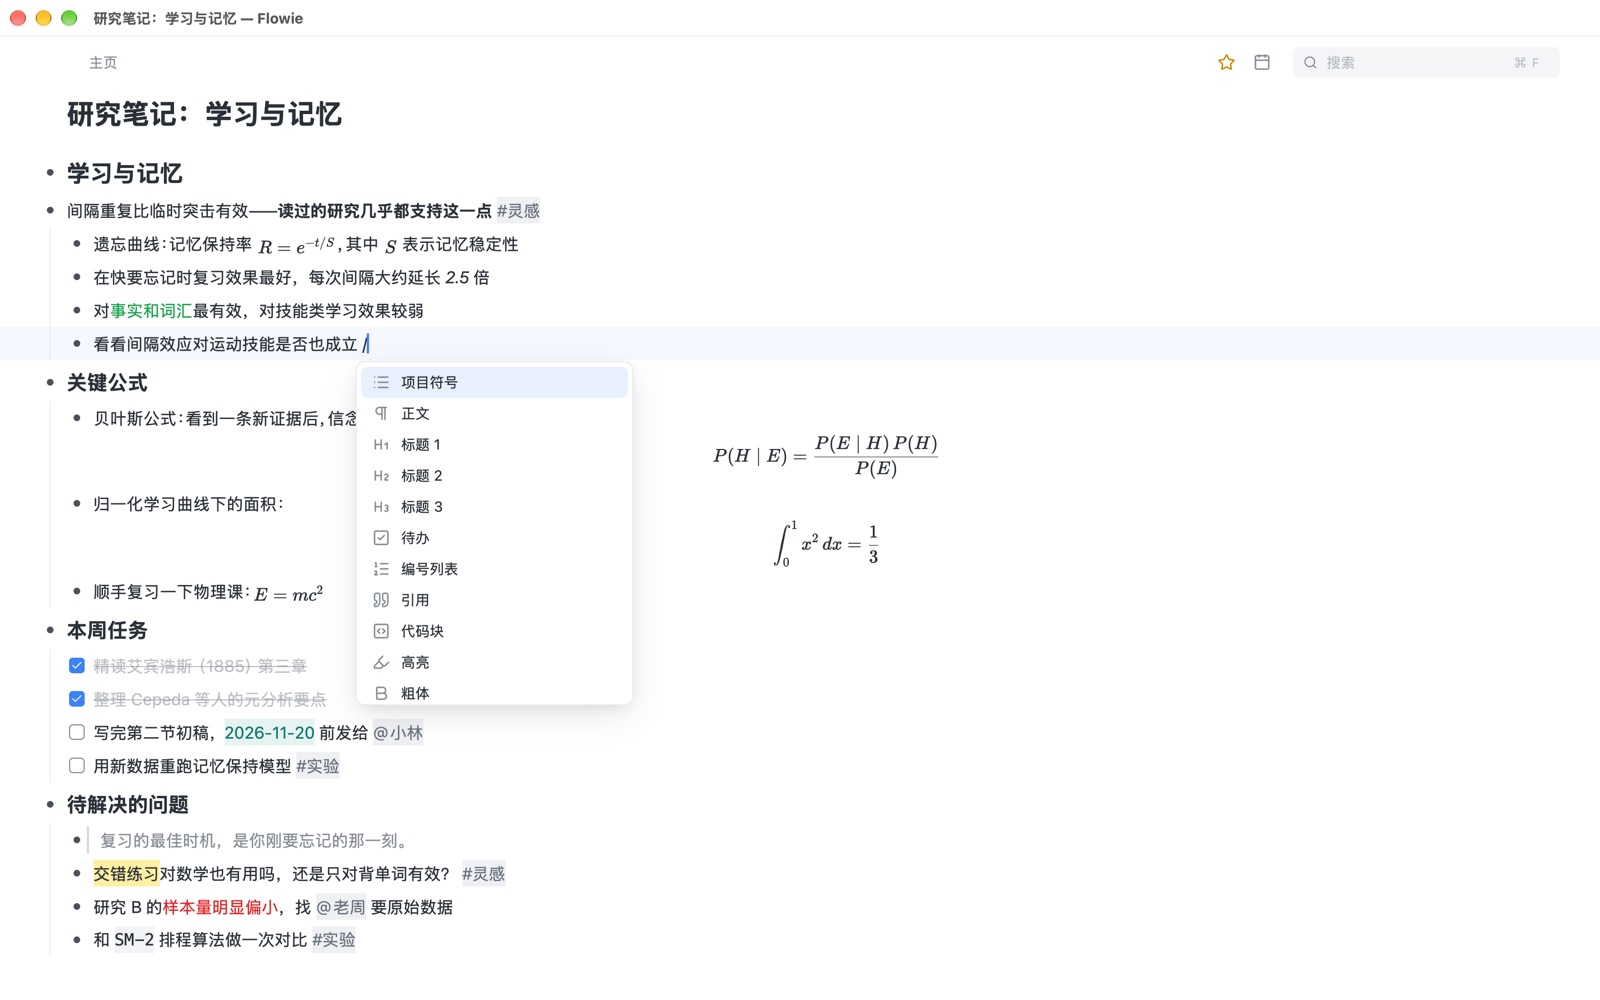 研究笔记：学习与记忆 — Flowie
主页
搜索 ⌘ F
研究笔记：学习与记忆
学习与记忆
间隔重复比临时突击有效——读过的研究几乎都支持这一点 #灵感
遗忘曲线：记忆保持率 R = e^{-t/S}，其中 S 表示记忆稳定性
在快要忘记时复习效果最好，每次间隔大约延长 2.5 倍
对事实和词汇最有效，对技能类学习效果较弱
看看间隔效应对运动技能是否也成立 /
项目符号
正文
H1 标题 1
H2 标题 2
H3 标题 3
待办
编号列表
引用
代码块
高亮
B 粗体
关键公式
贝叶斯公式：看到一条新证据后，信念
P(H | E) = P(E | H) P(H) / P(E)
归一化学习曲线下的面积：
∫_0^1 x² dx = 1/3
顺手复习一下物理课：E = mc²
本周任务
精读艾宾浩斯（1885）第三章
整理 Cepeda 等人的元分析要点
写完第二节初稿，2026-11-20 前发给 @小林
用新数据重跑记忆保持模型 #实验
待解决的问题
复习的最佳时机，是你刚要忘记的那一刻。
交错练习对数学也有用吗，还是只对背单词有效？ #灵感
研究 B 的样本量明显偏小，找 @老周 要原始数据
和 SM-2 排程算法做一次对比 #实验